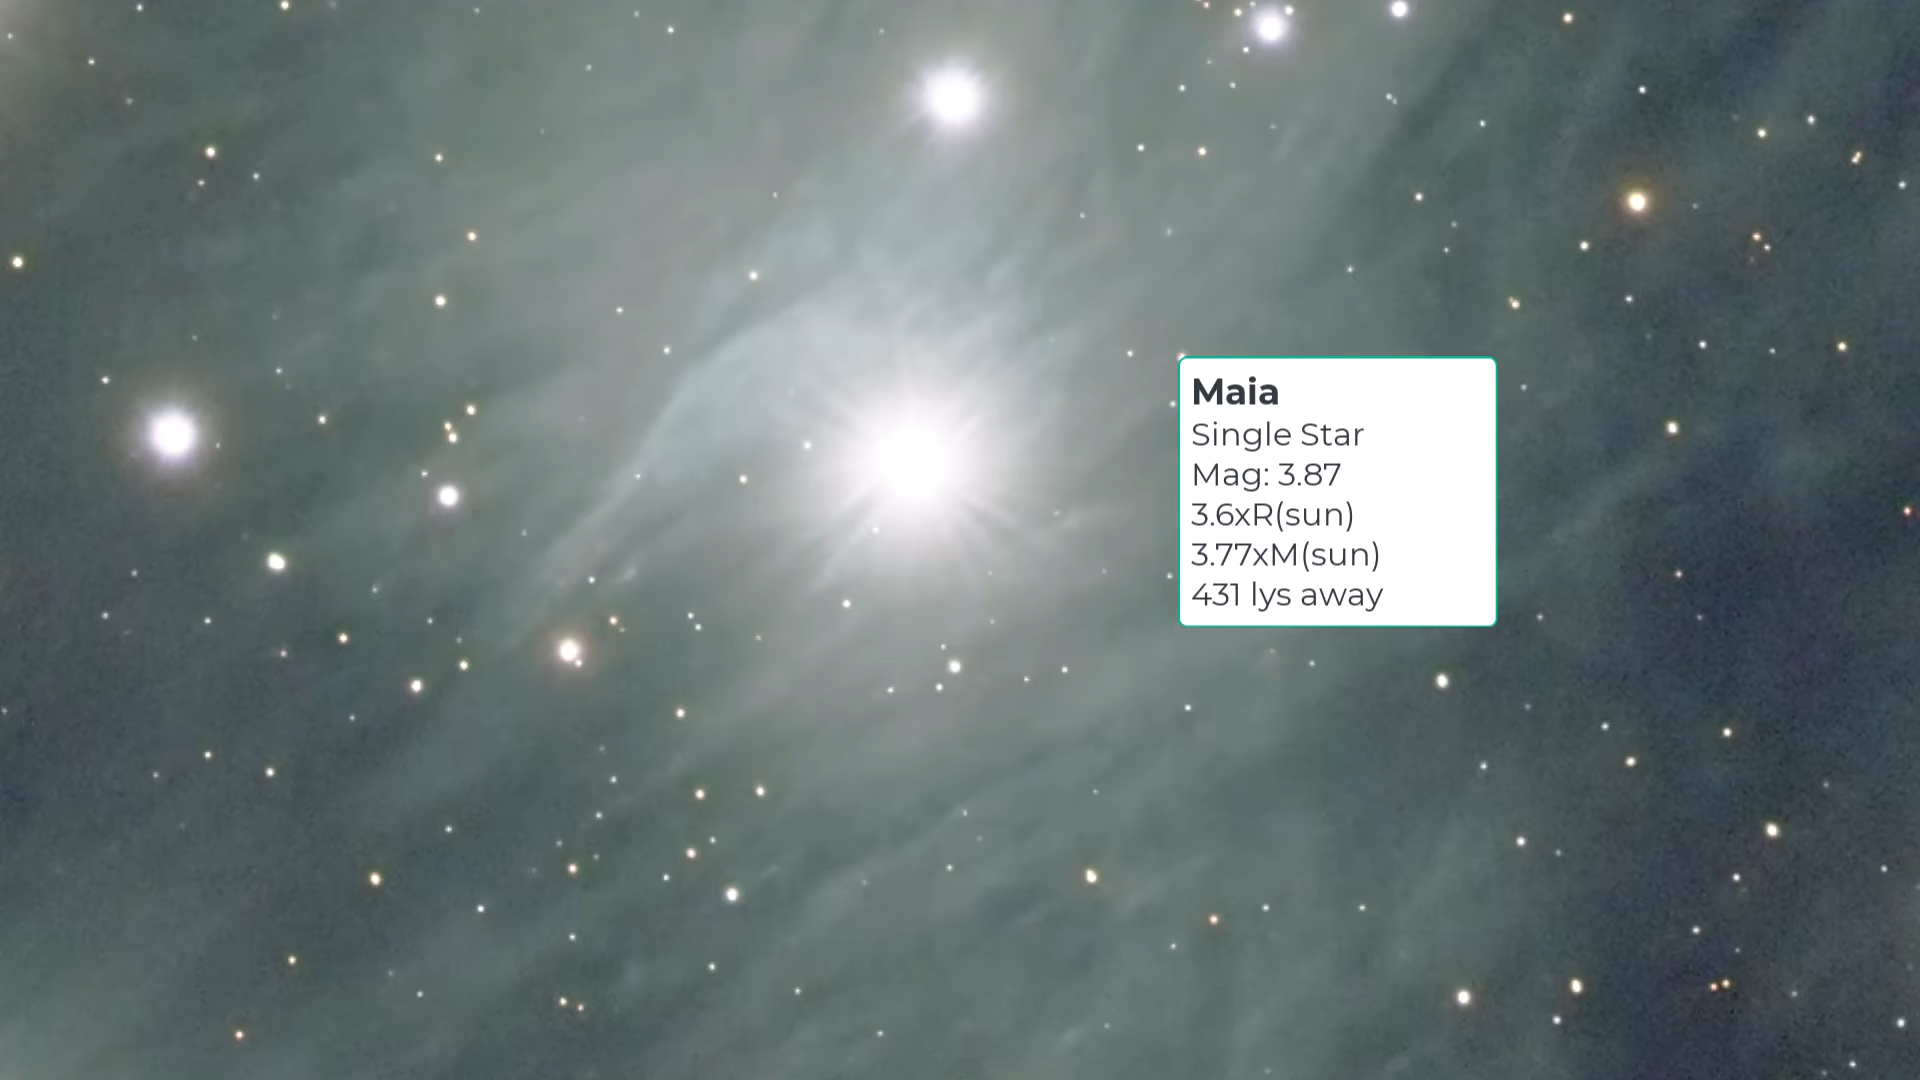 Maia
Single Star
Mag: 3.87
3.6xR(sun)
3.77xM(sun)
431 lys away